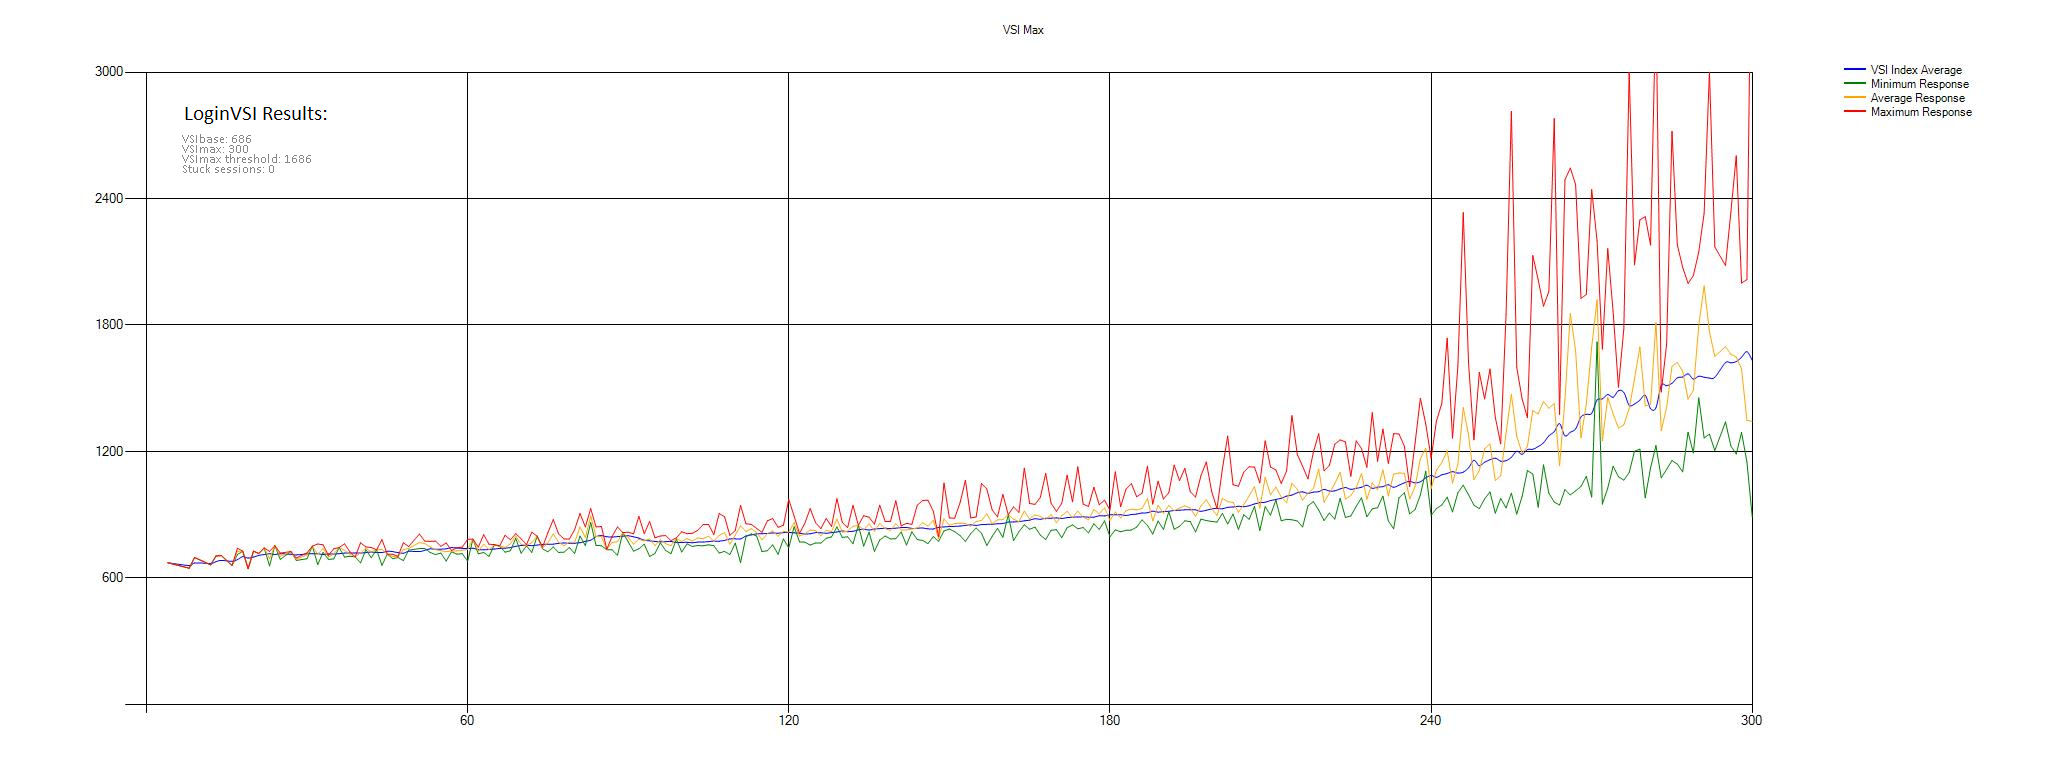 VSI Max
3000
2400
1800
1200
600
LoginVSI Results:
VSIbase: 686
VSImax: 300
VSImax threshold: 1686
Stuck sessions: 0
VSI Index Average
Minimum Response
Average Response
Maximum Response
60
120
180
240
300